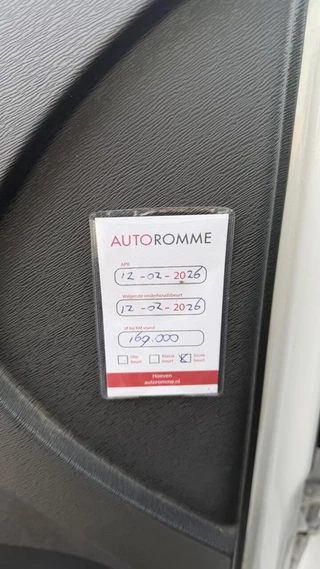 AUTOROMME
APK
12-02-2026
Volgende onderhoudsbeurt
12-02-2026
of bij KM stand
169.000
Olie beurt
Kleine beurt
Grote beurt
Hoeven
autoromme.nl